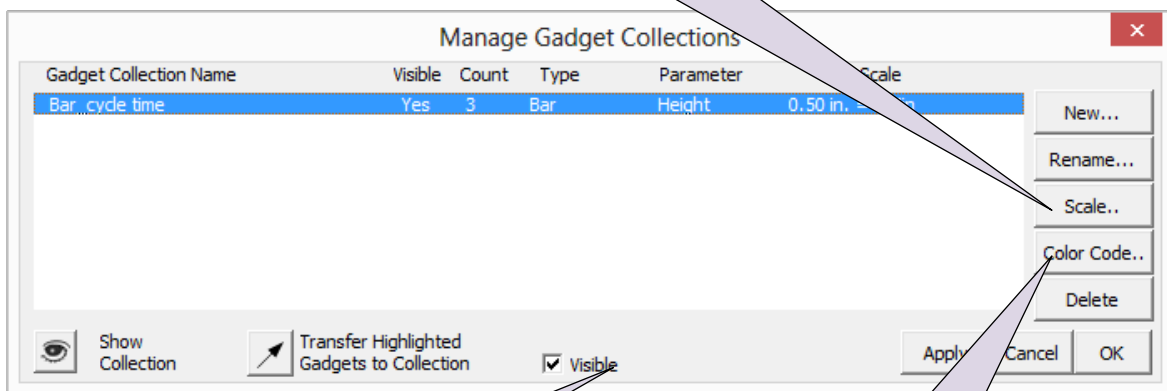 Manage Gadget Collections
Gadget Collection Name Visible Count Type Parameter Scale
Bar cycle time Yes 3 Bar Height 0.50 in. =
New...
Rename...
Scale..
Color Code..
Delete
Show
Collection
Transfer Highlighted
Gadgets to Collection
Visible
Apply Cancel OK